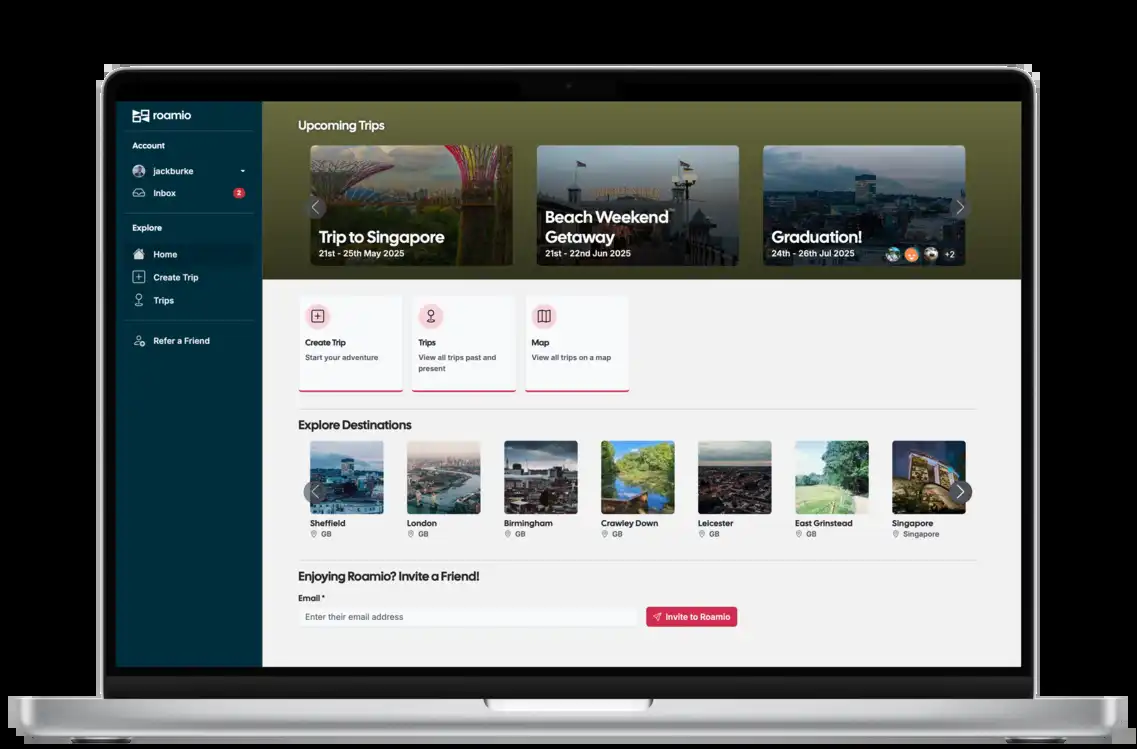 roamio
Account
jackburke
Inbox
2
Explore
Home
Create Trip
Trips
Refer a Friend
Upcoming Trips
Trip to Singapore
21st - 25th May 2025
Beach Weekend
Getaway
21st - 22nd Jun 2025
Graduation!
24th - 26th Jul 2025
+2
Create Trip
Start your adventure
Trips
View all trips past and
present
Map
View all trips on a map
Explore Destinations
Sheffield
GB
London
GB
Birmingham
GB
Crawley Down
GB
Leicester
GB
East Grinstead
GB
Singapore
Singapore
Enjoying Roamio? Invite a Friend!
Email *
Enter their email address
Invite to Roamio